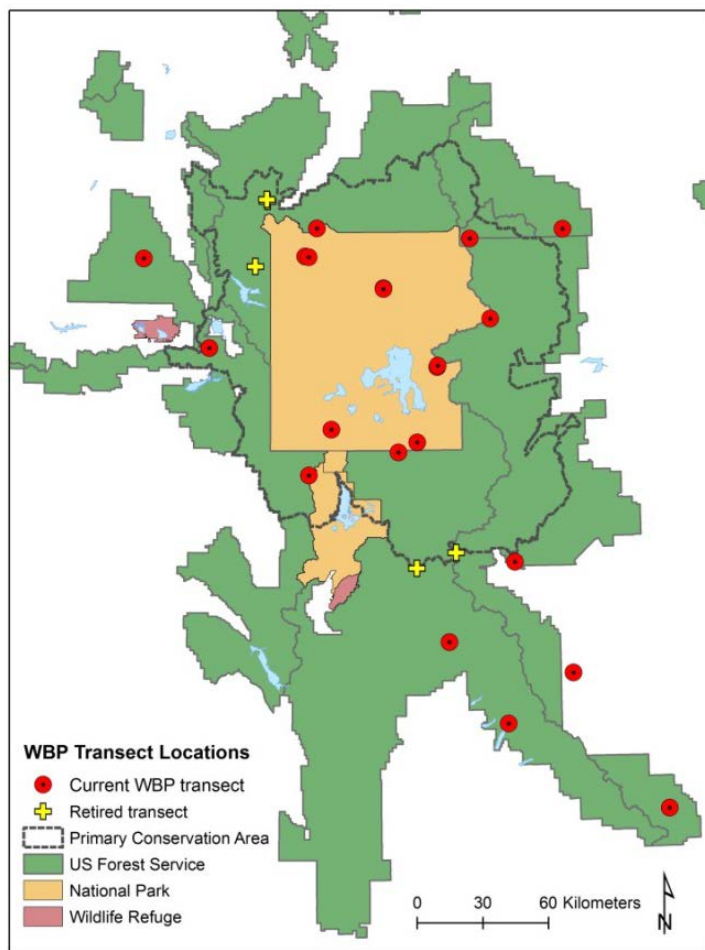 WBP Transect Locations
Current WBP transect
Retired transect
Primary Conservation Area
US Forest Service
National Park
Wildlife Refuge
0 30 60 Kilometers
N